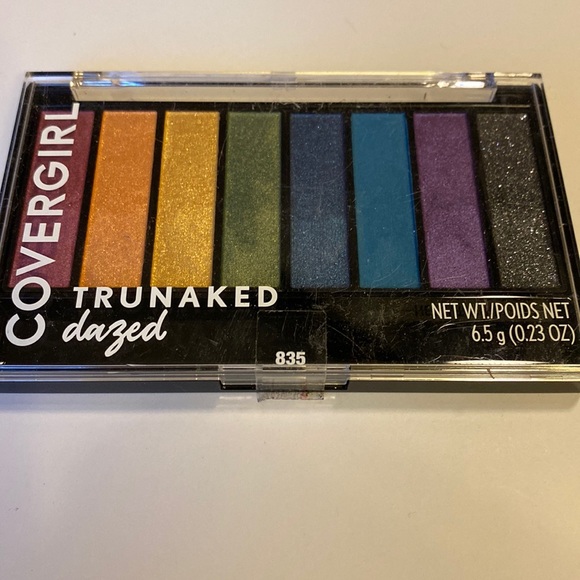 COVERGIRL
TRUNAKED
dazed
NET WT./POIDS NET
6.5 g (0.23 OZ)
835